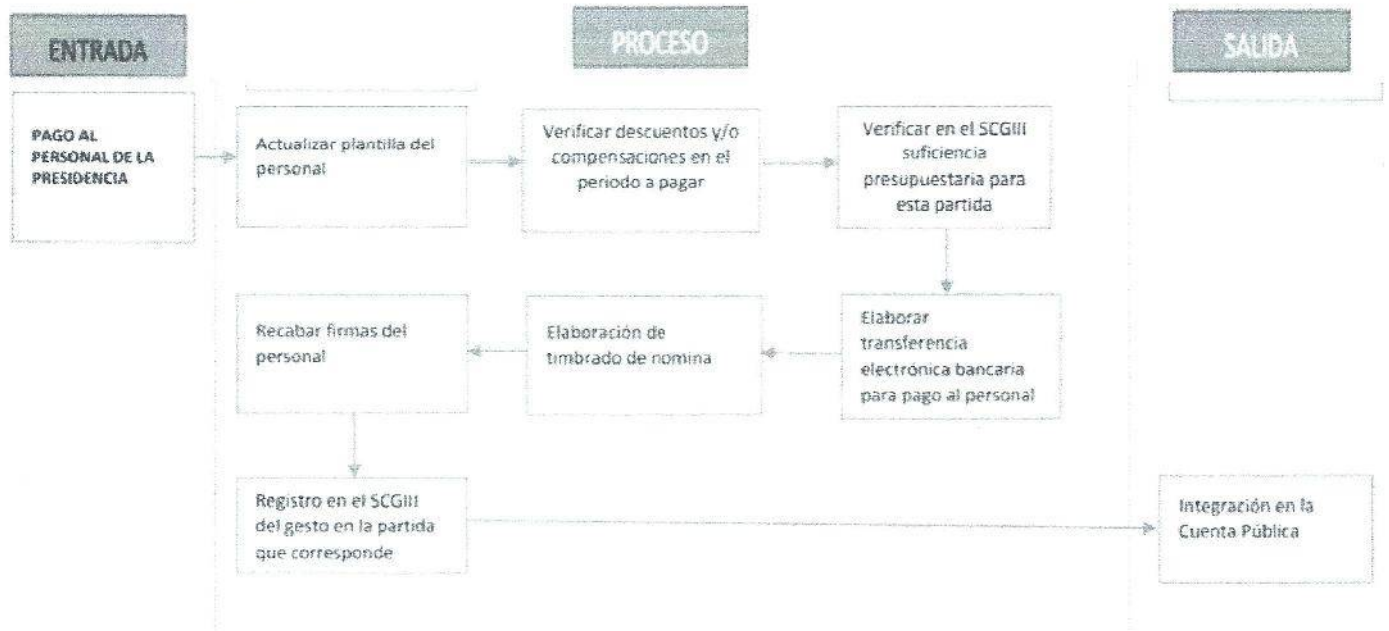 ENTRADA
PROCESO
SALIDA
PAGO AL
PERSONAL DE LA
PRESIDENCIA
Actualizar plantilla del
personal
Verificar descuentos y/o
compensaciones en el
periodo a pagar
Verificar en el SCGIII
suficiencia
presupuestaria para
esta partida
Recabar firmas del
personal
Elaboración de
timbrado de nomina
Elaborar
transferencia
electrónica bancaria
para pago al personal
Registro en el SCGIII
del gesto en la partida
que corresponde
Integración en la
Cuenta Pública